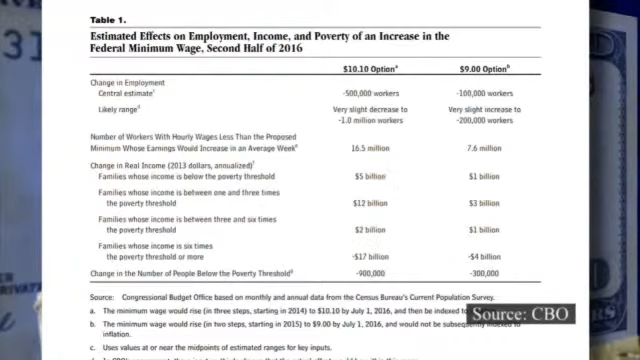 Table 1.
Estimated Effects on Employment, Income, and Poverty of an Increase in the
Federal Minimum Wage, Second Half of 2016
$10.10 Optionᵃ $9.00 Optionᵇ
Change in Employment
Central estimateᶜ -500,000 workers -100,000 workers
Likely rangeᵈ Very slight decrease to Very slight increase to
-1.0 million workers -200,000 workers
Number of Workers With Hourly Wages Less Than the Proposed
Minimum Whose Earnings Would Increase in an Average Weekᵉ 16.5 million 7.6 million
Change in Real Income (2013 dollars, annualized)ᶠ
Families whose income is below the poverty threshold $5 billion $1 billion
Families whose income is between one and three times
the poverty threshold $12 billion $3 billion
Families whose income is between three and six times
the poverty threshold $2 billion $1 billion
Families whose income is six times
the poverty threshold or more -$17 billion -$4 billion
Change in the Number of People Below the Poverty Thresholdᵍ -900,000 -300,000
Source: Congressional Budget Office based on monthly and annual data from the Census Bureau's Current Population Survey.
a. The minimum wage would rise (in three steps, starting in 2014) to $10.10 by July 1, 2016, and then be indexed to
b. The minimum wage would rise (in two steps, starting in 2015) to $9.00 by July 1, 2016, and would not be subsequently indexed to
inflation.
c. Uses values at or near the midpoints of estimated ranges for key inputs.
Source: CBO